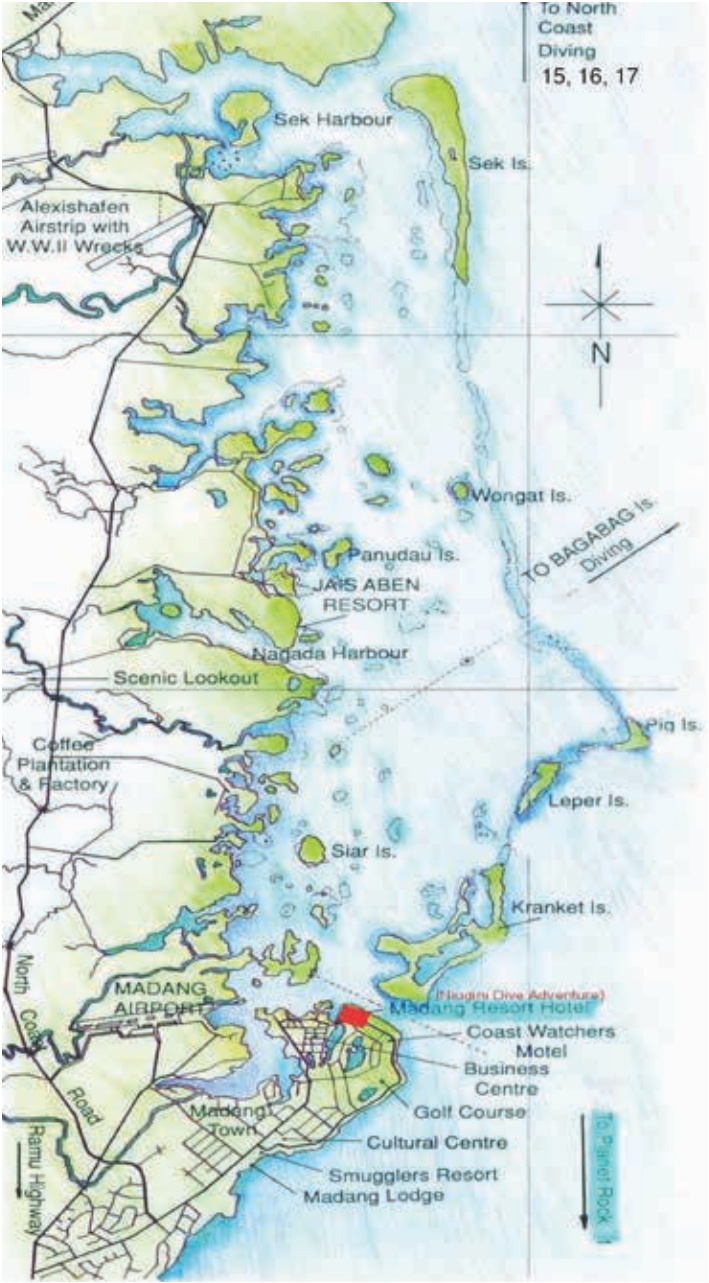 To North
Coast
Diving
15, 16, 17
Sek Harbour
Sek Is.
Alexishafen
Airstrip with
W.W.II Wrecks
N
Wongat Is.
TO BAGABAG Is.
Diving
Panudau Is.
JAIS ABEN
RESORT
Nagada Harbour
Scenic Lookout
Pig Is.
Coffee
Plantation
& Factory
Leper Is.
Siar Is.
Kranket Is.
North Coast Road
MADANG
AIRPORT
(Niugini Dive Adventure)
Madang Resort Hotel
Coast Watchers
Motel
Business
Centre
Golf Course
Madang
Town
Cultural Centre
Smugglers Resort
Madang Lodge
Ramu Highway
To Planet Rock